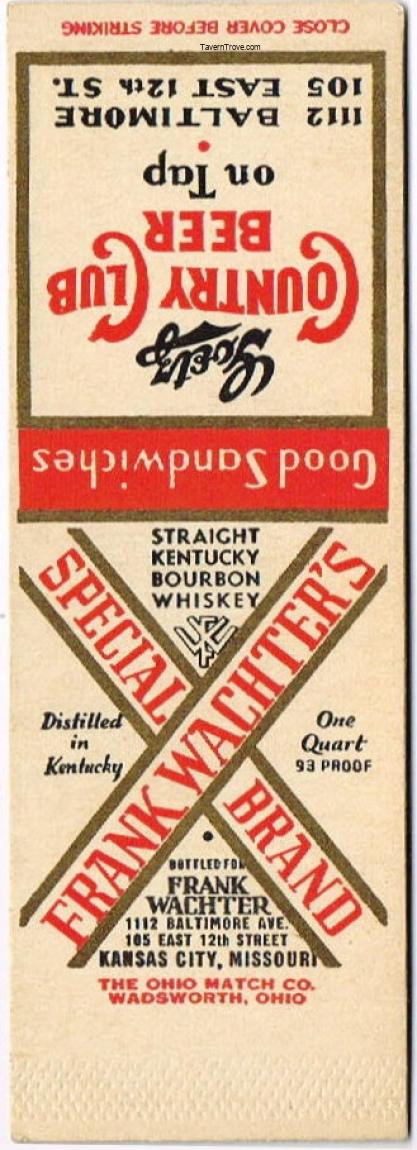 CLOSE COVER BEFORE STRIKING
TavernTrove.com
Good Sandwiches
Goetz
COUNTRY CLUB
BEER
on Tap
1112 BALTIMORE
105 EAST 12th ST.
STRAIGHT
KENTUCKY
BOURBON
WHISKEY
FRANK WACHTER'S
SPECIAL
BRAND
Distilled
in
Kentucky
One
Quart
93 PROOF
BOTTLED FOR
FRANK
WACHTER
1112 BALTIMORE AVE.
105 EAST 12th STREET
KANSAS CITY, MISSOURI
THE OHIO MATCH CO.
WADSWORTH, OHIO